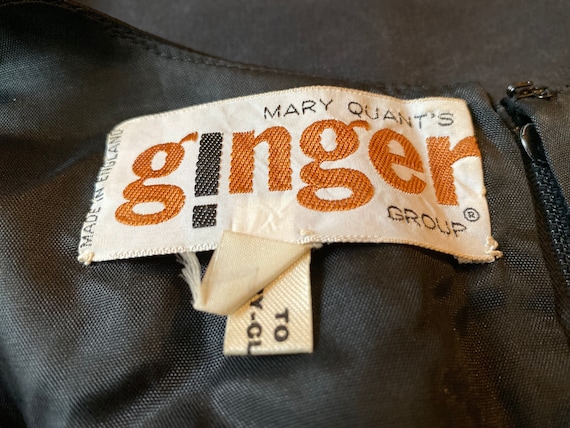 MARY QUANT'S
g!nger
GROUP®
MADE IN ENGLAND
TO